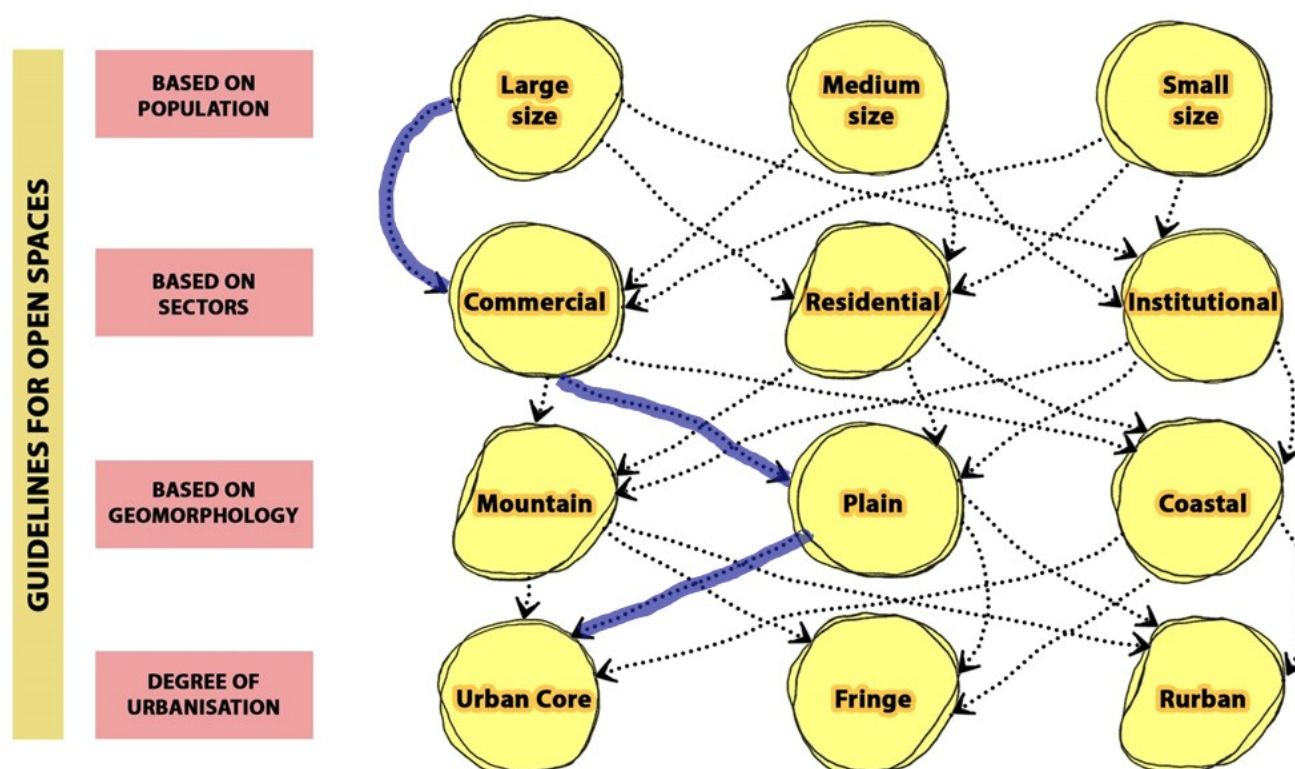 GUIDELINES FOR OPEN SPACES
BASED ON
POPULATION
Large
size
Medium
size
Small
size
BASED ON
SECTORS
Commercial
Residential
Institutional
BASED ON
GEOMORPHOLOGY
Mountain
Plain
Coastal
DEGREE OF
URBANISATION
Urban Core
Fringe
Rurban